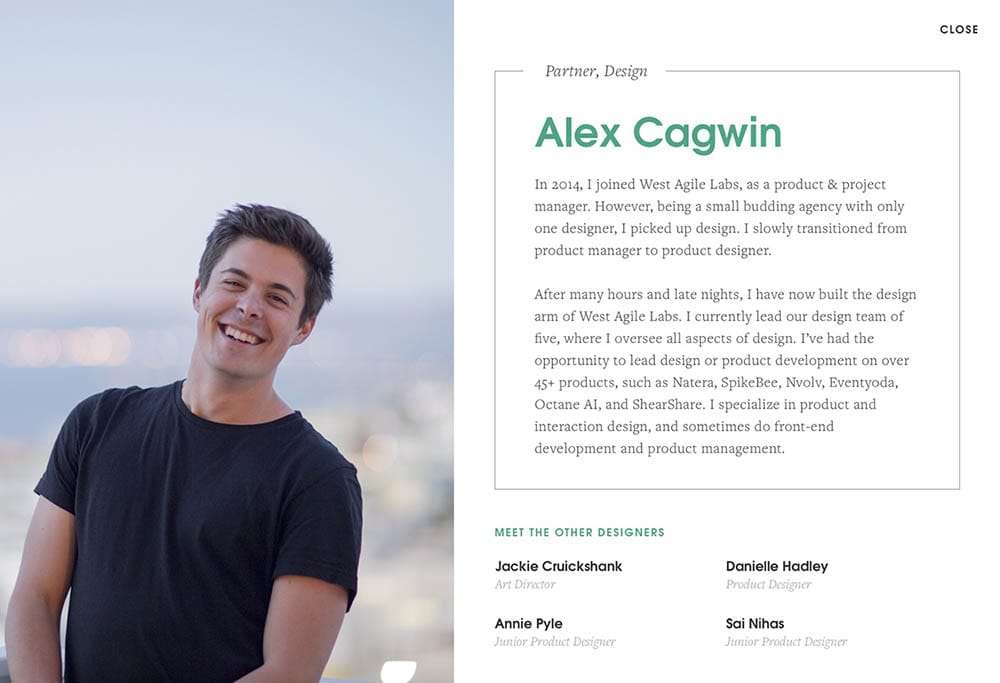 CLOSE
Partner, Design
Alex Cagwin
In 2014, I joined West Agile Labs, as a product & project
manager. However, being a small budding agency with only
one designer, I picked up design. I slowly transitioned from
product manager to product designer.
After many hours and late nights, I have now built the design
arm of West Agile Labs. I currently lead our design team of
five, where I oversee all aspects of design. I’ve had the
opportunity to lead design or product development on over
45+ products, such as Natera, SpikeBee, Nvolv, Eventyoda,
Octane AI, and ShearShare. I specialize in product and
interaction design, and sometimes do front-end
development and product management.
MEET THE OTHER DESIGNERS
Jackie Cruickshank
Art Director
Danielle Hadley
Product Designer
Annie Pyle
Junior Product Designer
Sai Nihas
Junior Product Designer